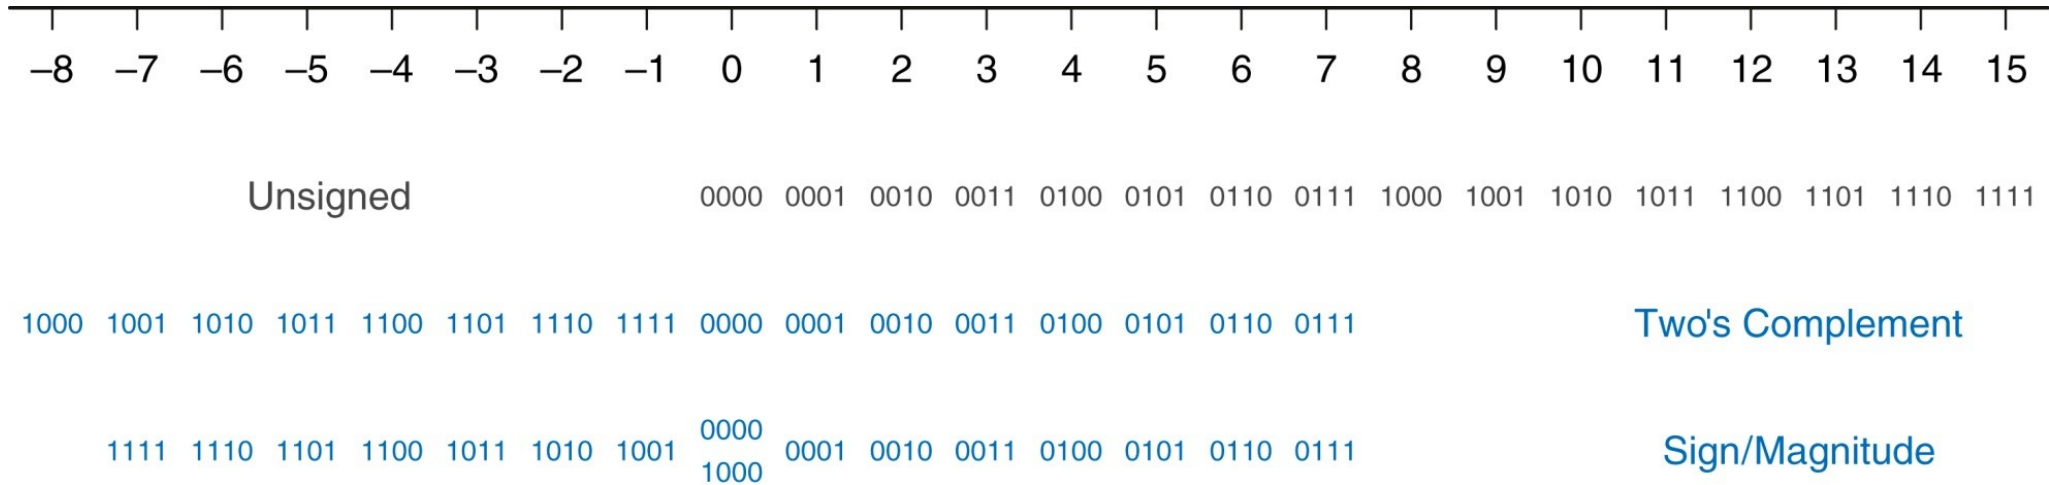 –8 –7 –6 –5 –4 –3 –2 –1 0 1 2 3 4 5 6 7 8 9 10 11 12 13 14 15
Unsigned 0000 0001 0010 0011 0100 0101 0110 0111 1000 1001 1010 1011 1100 1101 1110 1111
1000 1001 1010 1011 1100 1101 1110 1111 0000 0001 0010 0011 0100 0101 0110 0111 Two's Complement
0000
1111 1110 1101 1100 1011 1010 1001 0001 0010 0011 0100 0101 0110 0111 Sign/Magnitude
1000